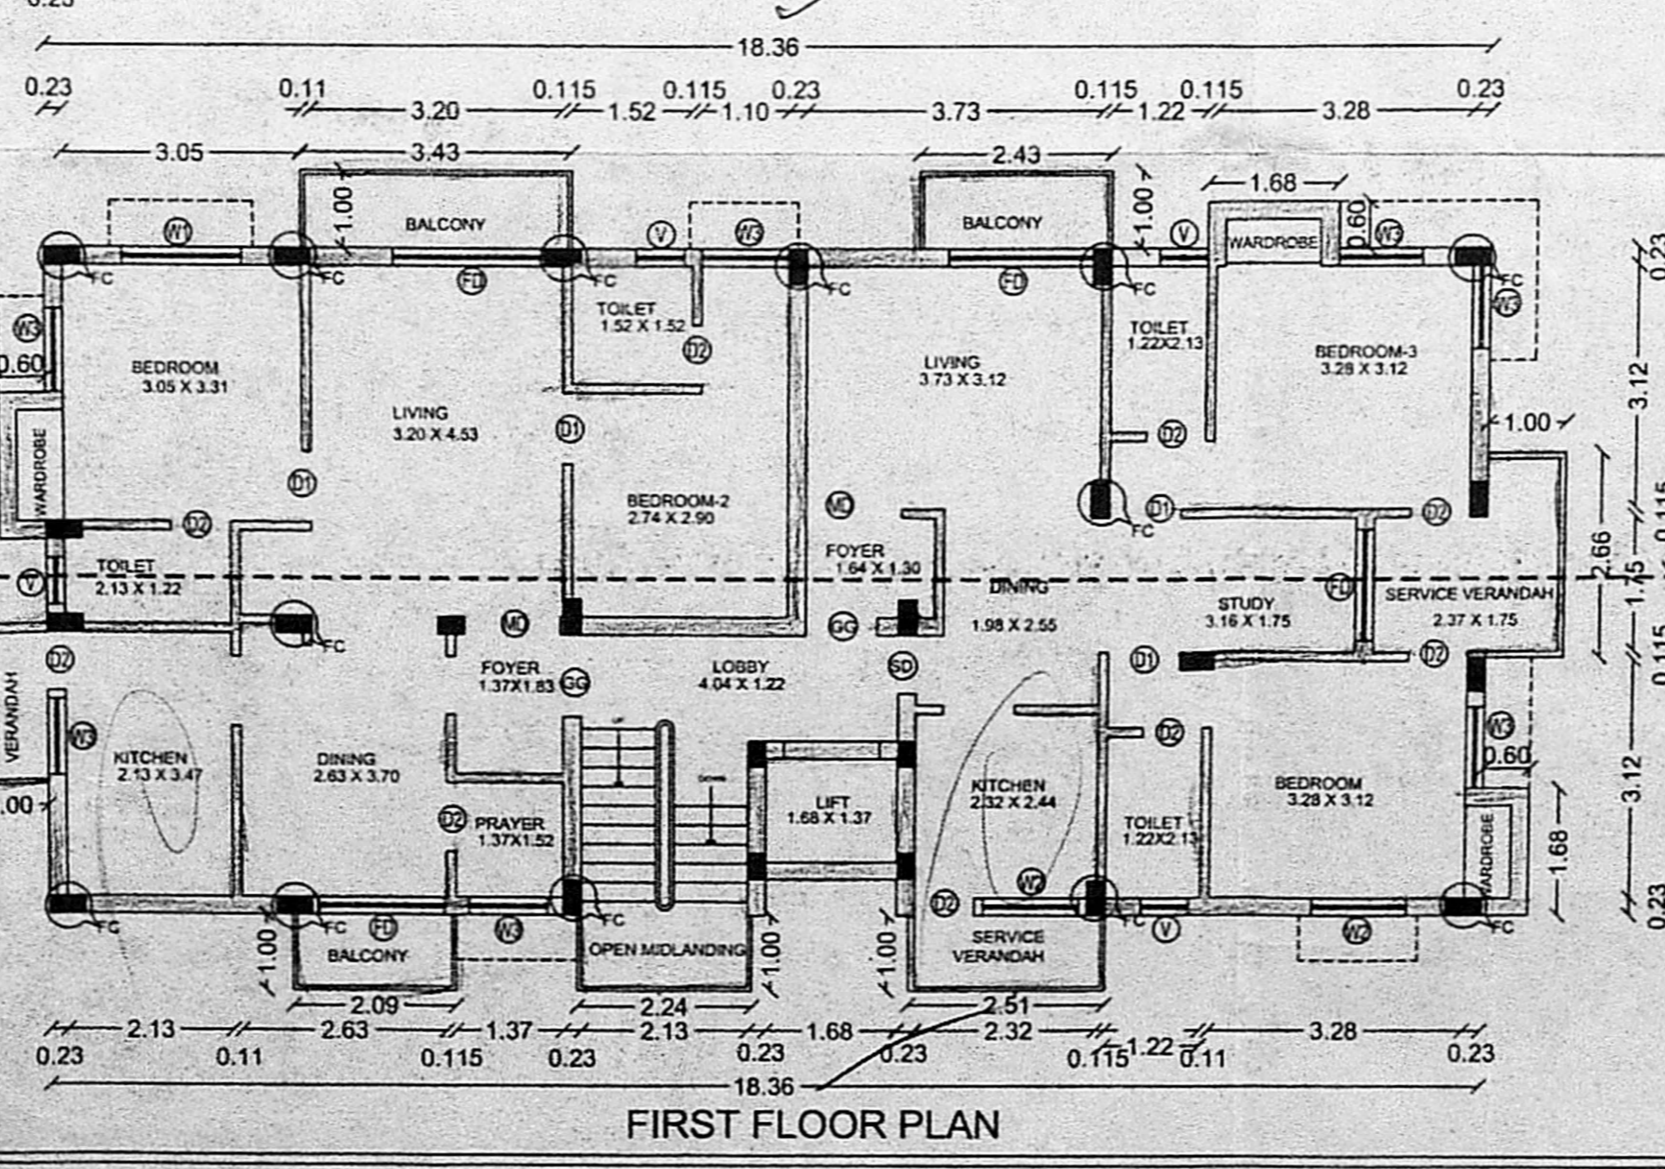 0.23
18.36
0.23 0.11 0.115 0.115 0.23 0.115 0.115 0.23
3.20 1.52 1.10 3.73 1.22 3.28
3.05 3.43 2.43
1.68
1.00 BALCONY BALCONY 1.00 0.60
W1 V W3 V WARDROBE W3
0.23
FC FC FC FC FC FC
FD FD
W3 TOILET
1.52 X 1.52
TOILET
1.22X2.13
W3
D2
0.60 BEDROOM
3.05 X 3.31
LIVING
3.73 X 3.12
BEDROOM-3
3.28 X 3.12
3.12
LIVING
3.20 X 4.53
D1 D2 1.00
WARDROBE
D1 BEDROOM-2
2.74 X 2.90
MD D1 D2
D2 FC 0.115
FOYER
1.64 X 1.30
2.66
TOILET
2.13 X 1.22
V DINING
1.98 X 2.55
FD 1.75
STUDY
3.16 X 1.75
SERVICE VERANDAH
2.37 X 1.75
MD GG
FC
D2 FOYER
1.37X1.83
GG LOBBY
4.04 X 1.22
SD D1 D2 0.115
VERANDAH
W3 D2 W3
0.60
KITCHEN
2.13 X 3.47
DINING
2.63 X 3.70
KITCHEN
2.32 X 2.44
BEDROOM
3.28 X 3.12
3.12
.00 LIFT
1.68 X 1.37
D2 PRAYER
1.37X1.52
TOILET
1.22X2.13
WARDROBE 1.68
W2 D2
FC FC FC FC FC 0.23
FD W3 V W2
1.00 BALCONY OPEN MIDLANDING 1.00 1.00 SERVICE
VERANDAH
2.09 2.24 2.51
2.13 2.63 1.37 2.13 1.68 2.32 1.22 3.28
0.23 0.11 0.115 0.23 0.23 0.23 0.115 0.11 0.23
18.36
FIRST FLOOR PLAN